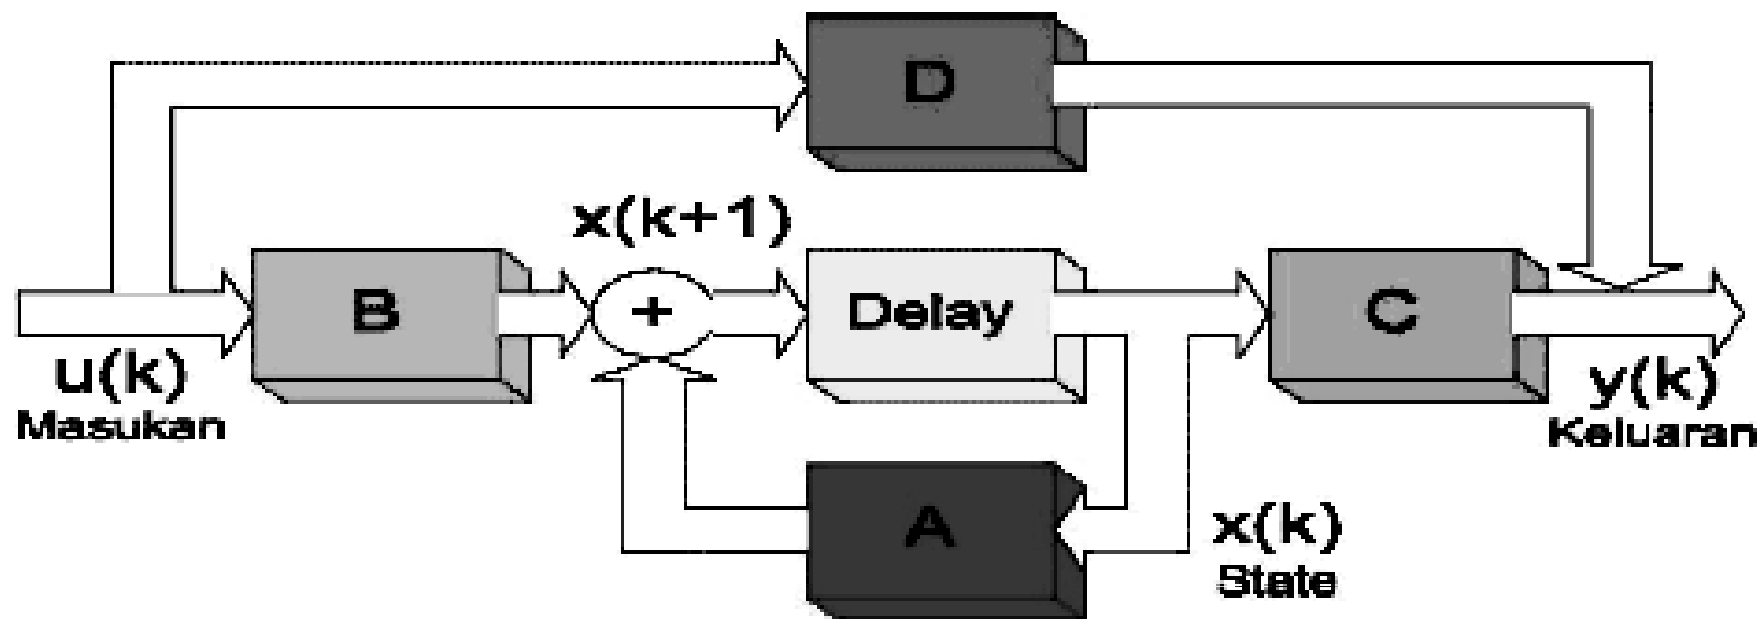 D
x(k+1)
B
+
Delay
C
u(k)
Masukan
y(k)
Keluaran
A
x(k)
State